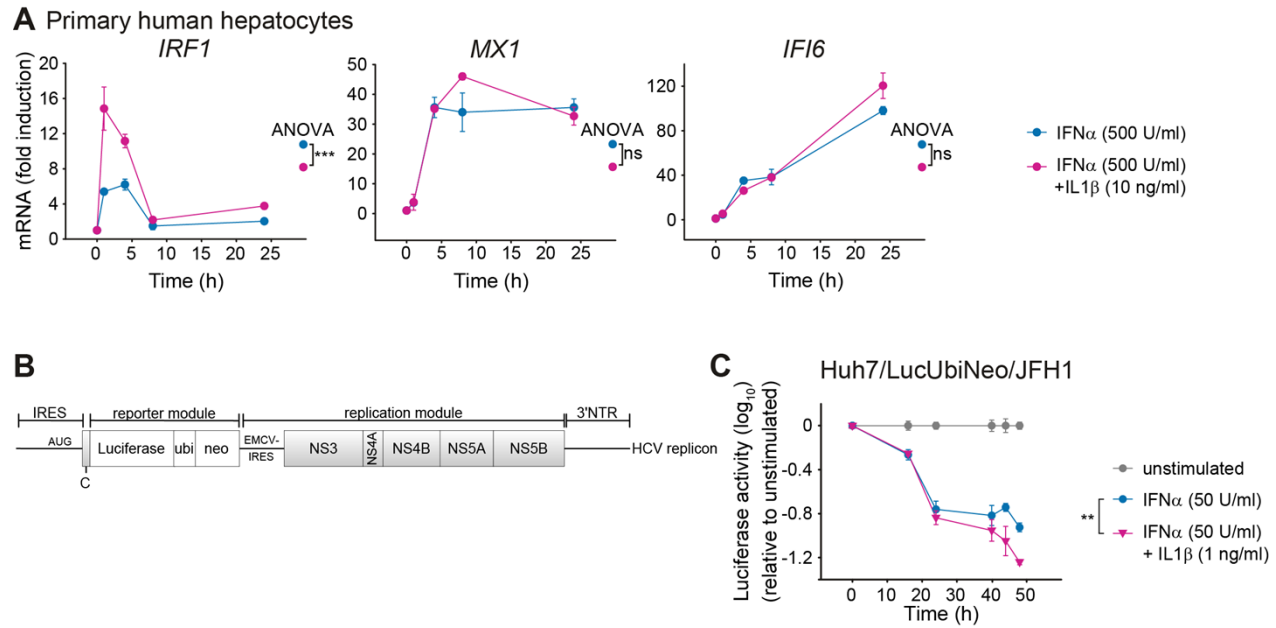 A Primary human hepatocytes
IRF1
mRNA (fold induction)
20
16
12
8
4
0
0 5 10 15 20 25
Time (h)
ANOVA
***
MX1
50
40
30
20
10
0
0 5 10 15 20 25
Time (h)
ANOVA
ns
IFI6
120
80
40
0
0 5 10 15 20 25
Time (h)
ANOVA
ns
IFNα (500 U/ml)
IFNα (500 U/ml)
+IL1β (10 ng/ml)
B
IRES reporter module replication module 3'NTR
AUG Luciferase ubi neo EMCV-
IRES NS3 NS4A NS4B NS5A NS5B HCV replicon
C
C
Huh7/LucUbiNeo/JFH1
Luciferase activity (log10)
(relative to unstimulated)
0
-0.4
-0.8
-1.2
0 10 20 30 40 50
Time (h)
unstimulated
**
IFNα (50 U/ml)
IFNα (50 U/ml)
+ IL1β (1 ng/ml)